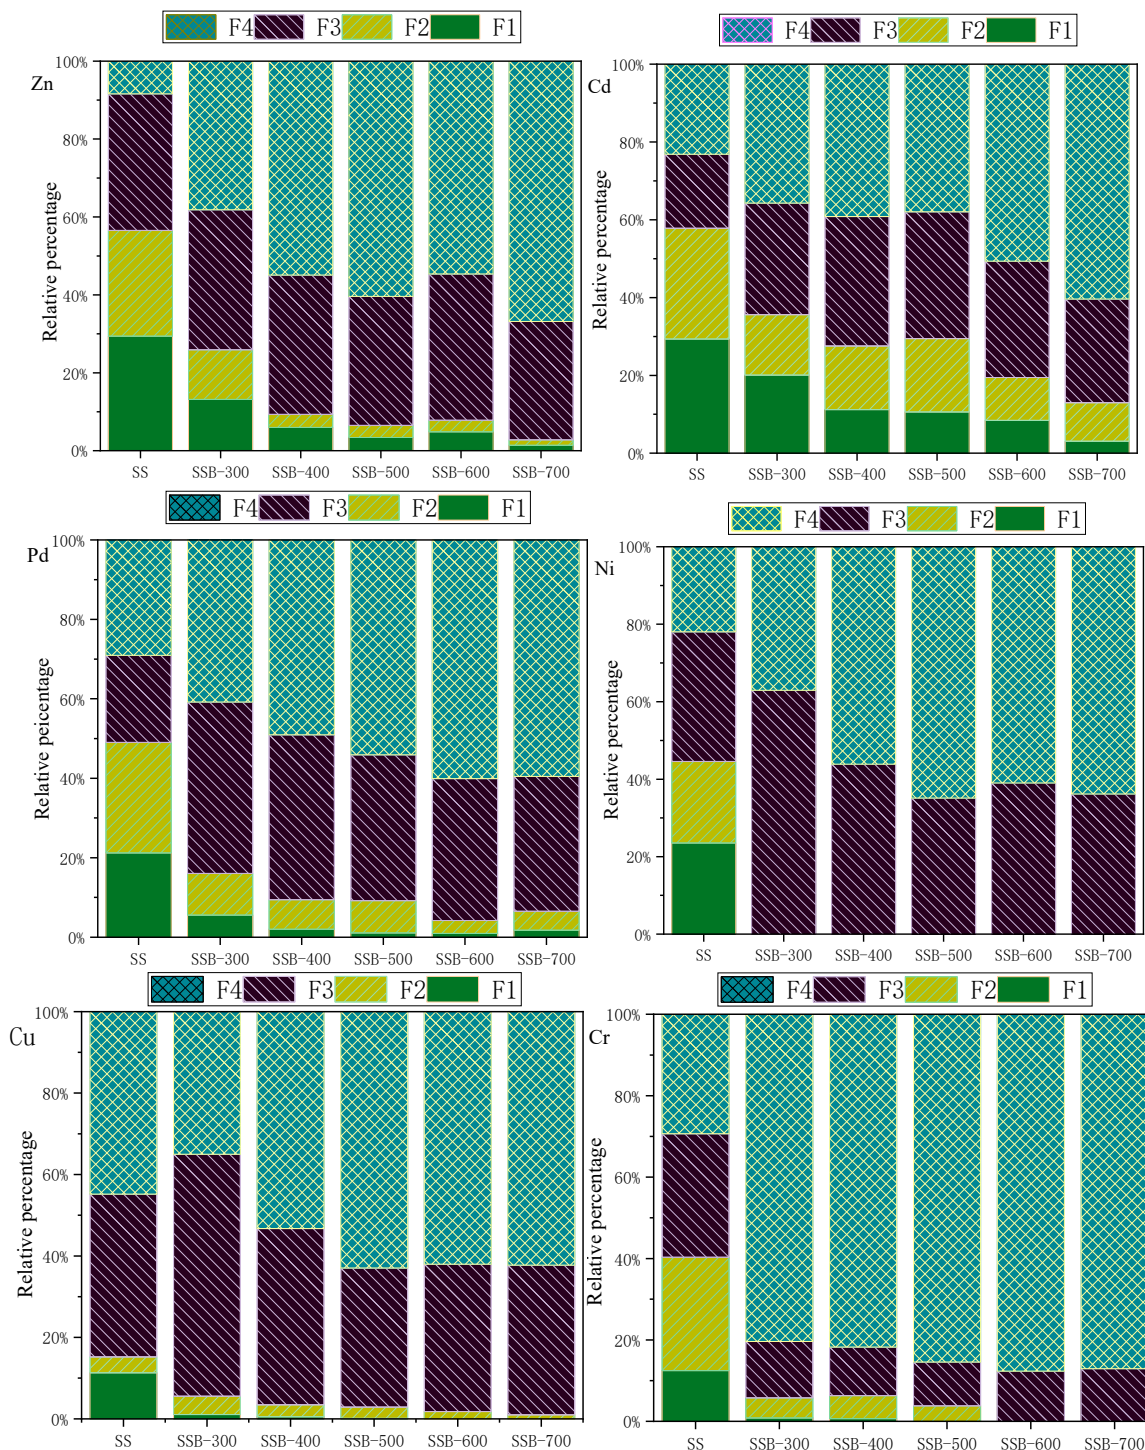 F4 F3 F2 F1
Zn
Relative percentage
100%
80%
60%
40%
20%
0%
SS SSB-300 SSB-400 SSB-500 SSB-600 SSB-700
F4 F3 F2 F1
Cd
Relative percentage
100%
80%
60%
40%
20%
0%
SS SSB-300 SSB-400 SSB-500 SSB-600 SSB-700
F4 F3 F2 F1
Pd
Relative peicentage
100%
80%
60%
40%
20%
0%
SS SSB-300 SSB-400 SSB-500 SSB-600 SSB-700
F4 F3 F2 F1
Ni
Relative percentage
100%
80%
60%
40%
20%
0%
SS SSB-300 SSB-400 SSB-500 SSB-600 SSB-700
F4 F3 F2 F1
Cu
Relative percentage
100%
80%
60%
40%
20%
0%
SS SSB-300 SSB-400 SSB-500 SSB-600 SSB-700
F4 F3 F2 F1
Cr
Relative percentage
100%
80%
60%
40%
20%
0%
SS SSB-300 SSB-400 SSB-500 SSB-600 SSB-700